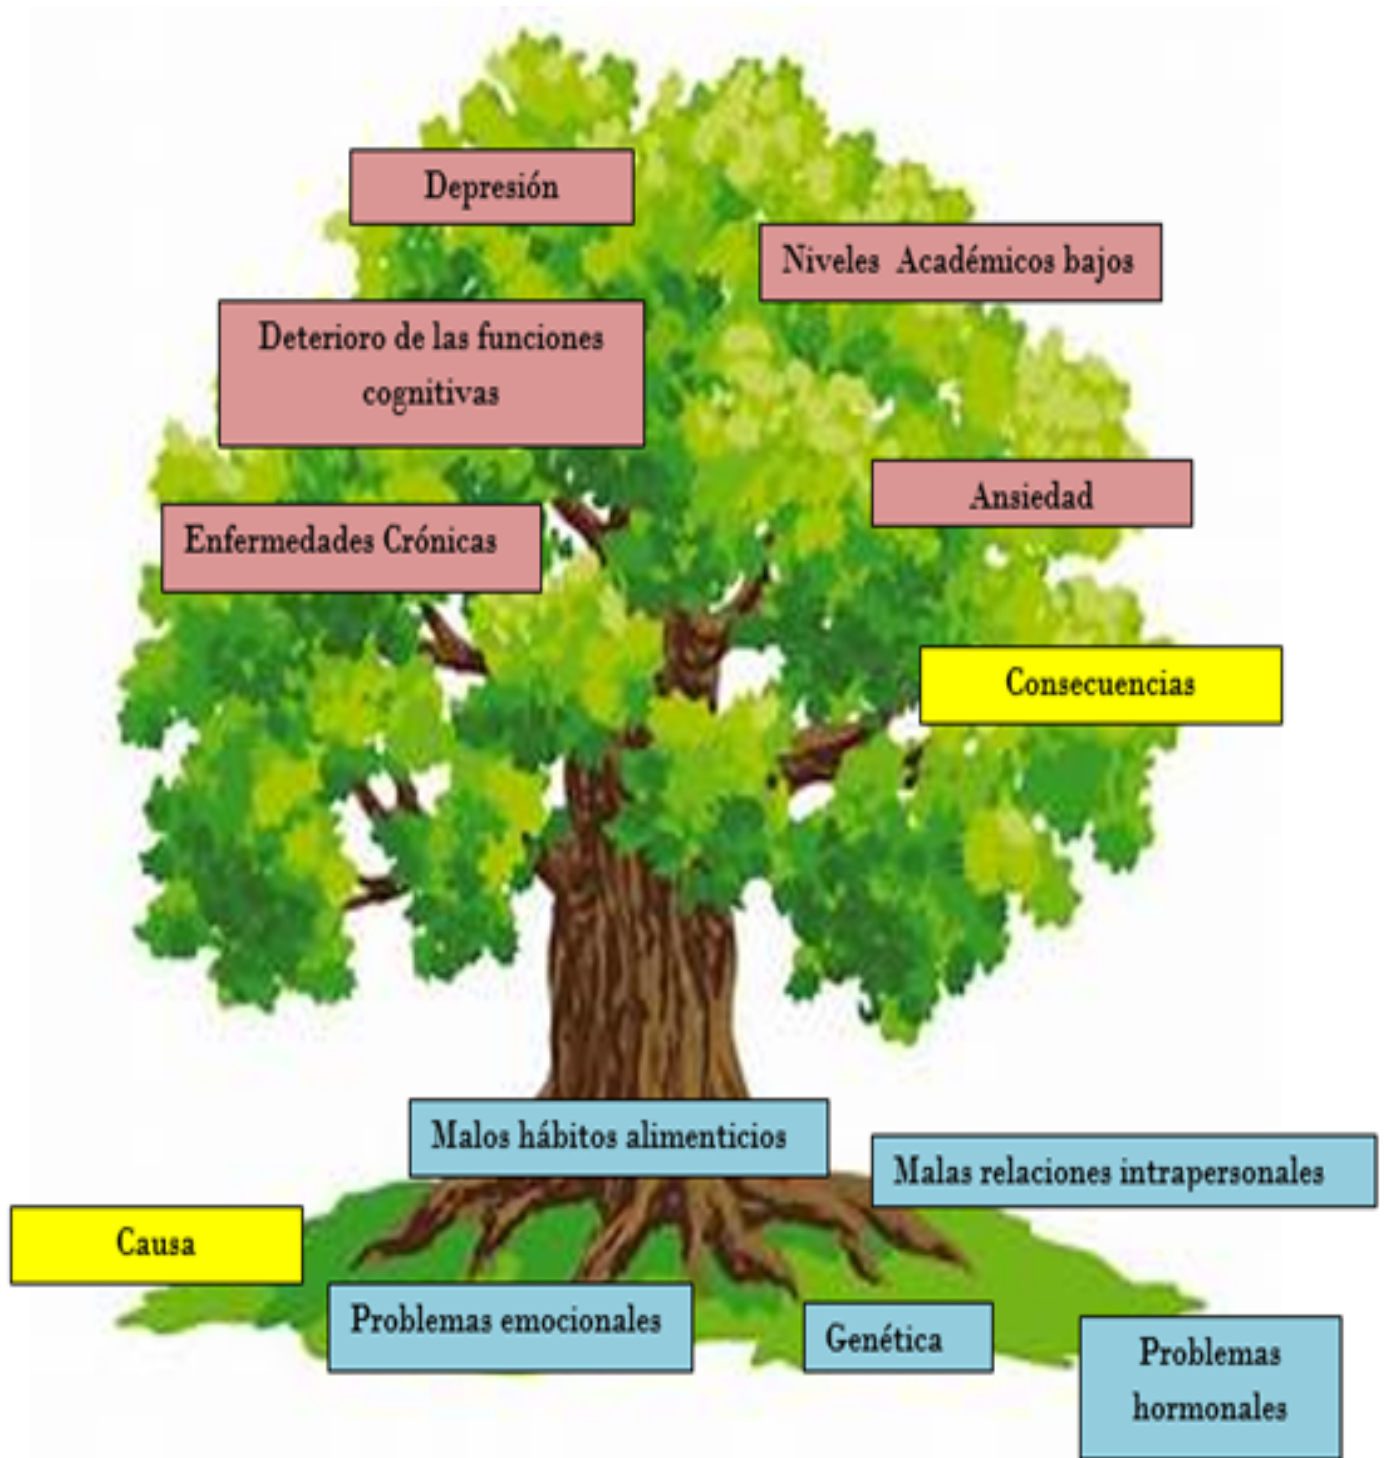 Depresión
Niveles Académicos bajos
Deterioro de las funciones
cognitivas
Ansiedad
Enfermedades Crónicas
Consecuencias
Malos hábitos alimenticios
Malas relaciones intrapersonales
Causa
Problemas emocionales
Genética
Problemas
hormonales